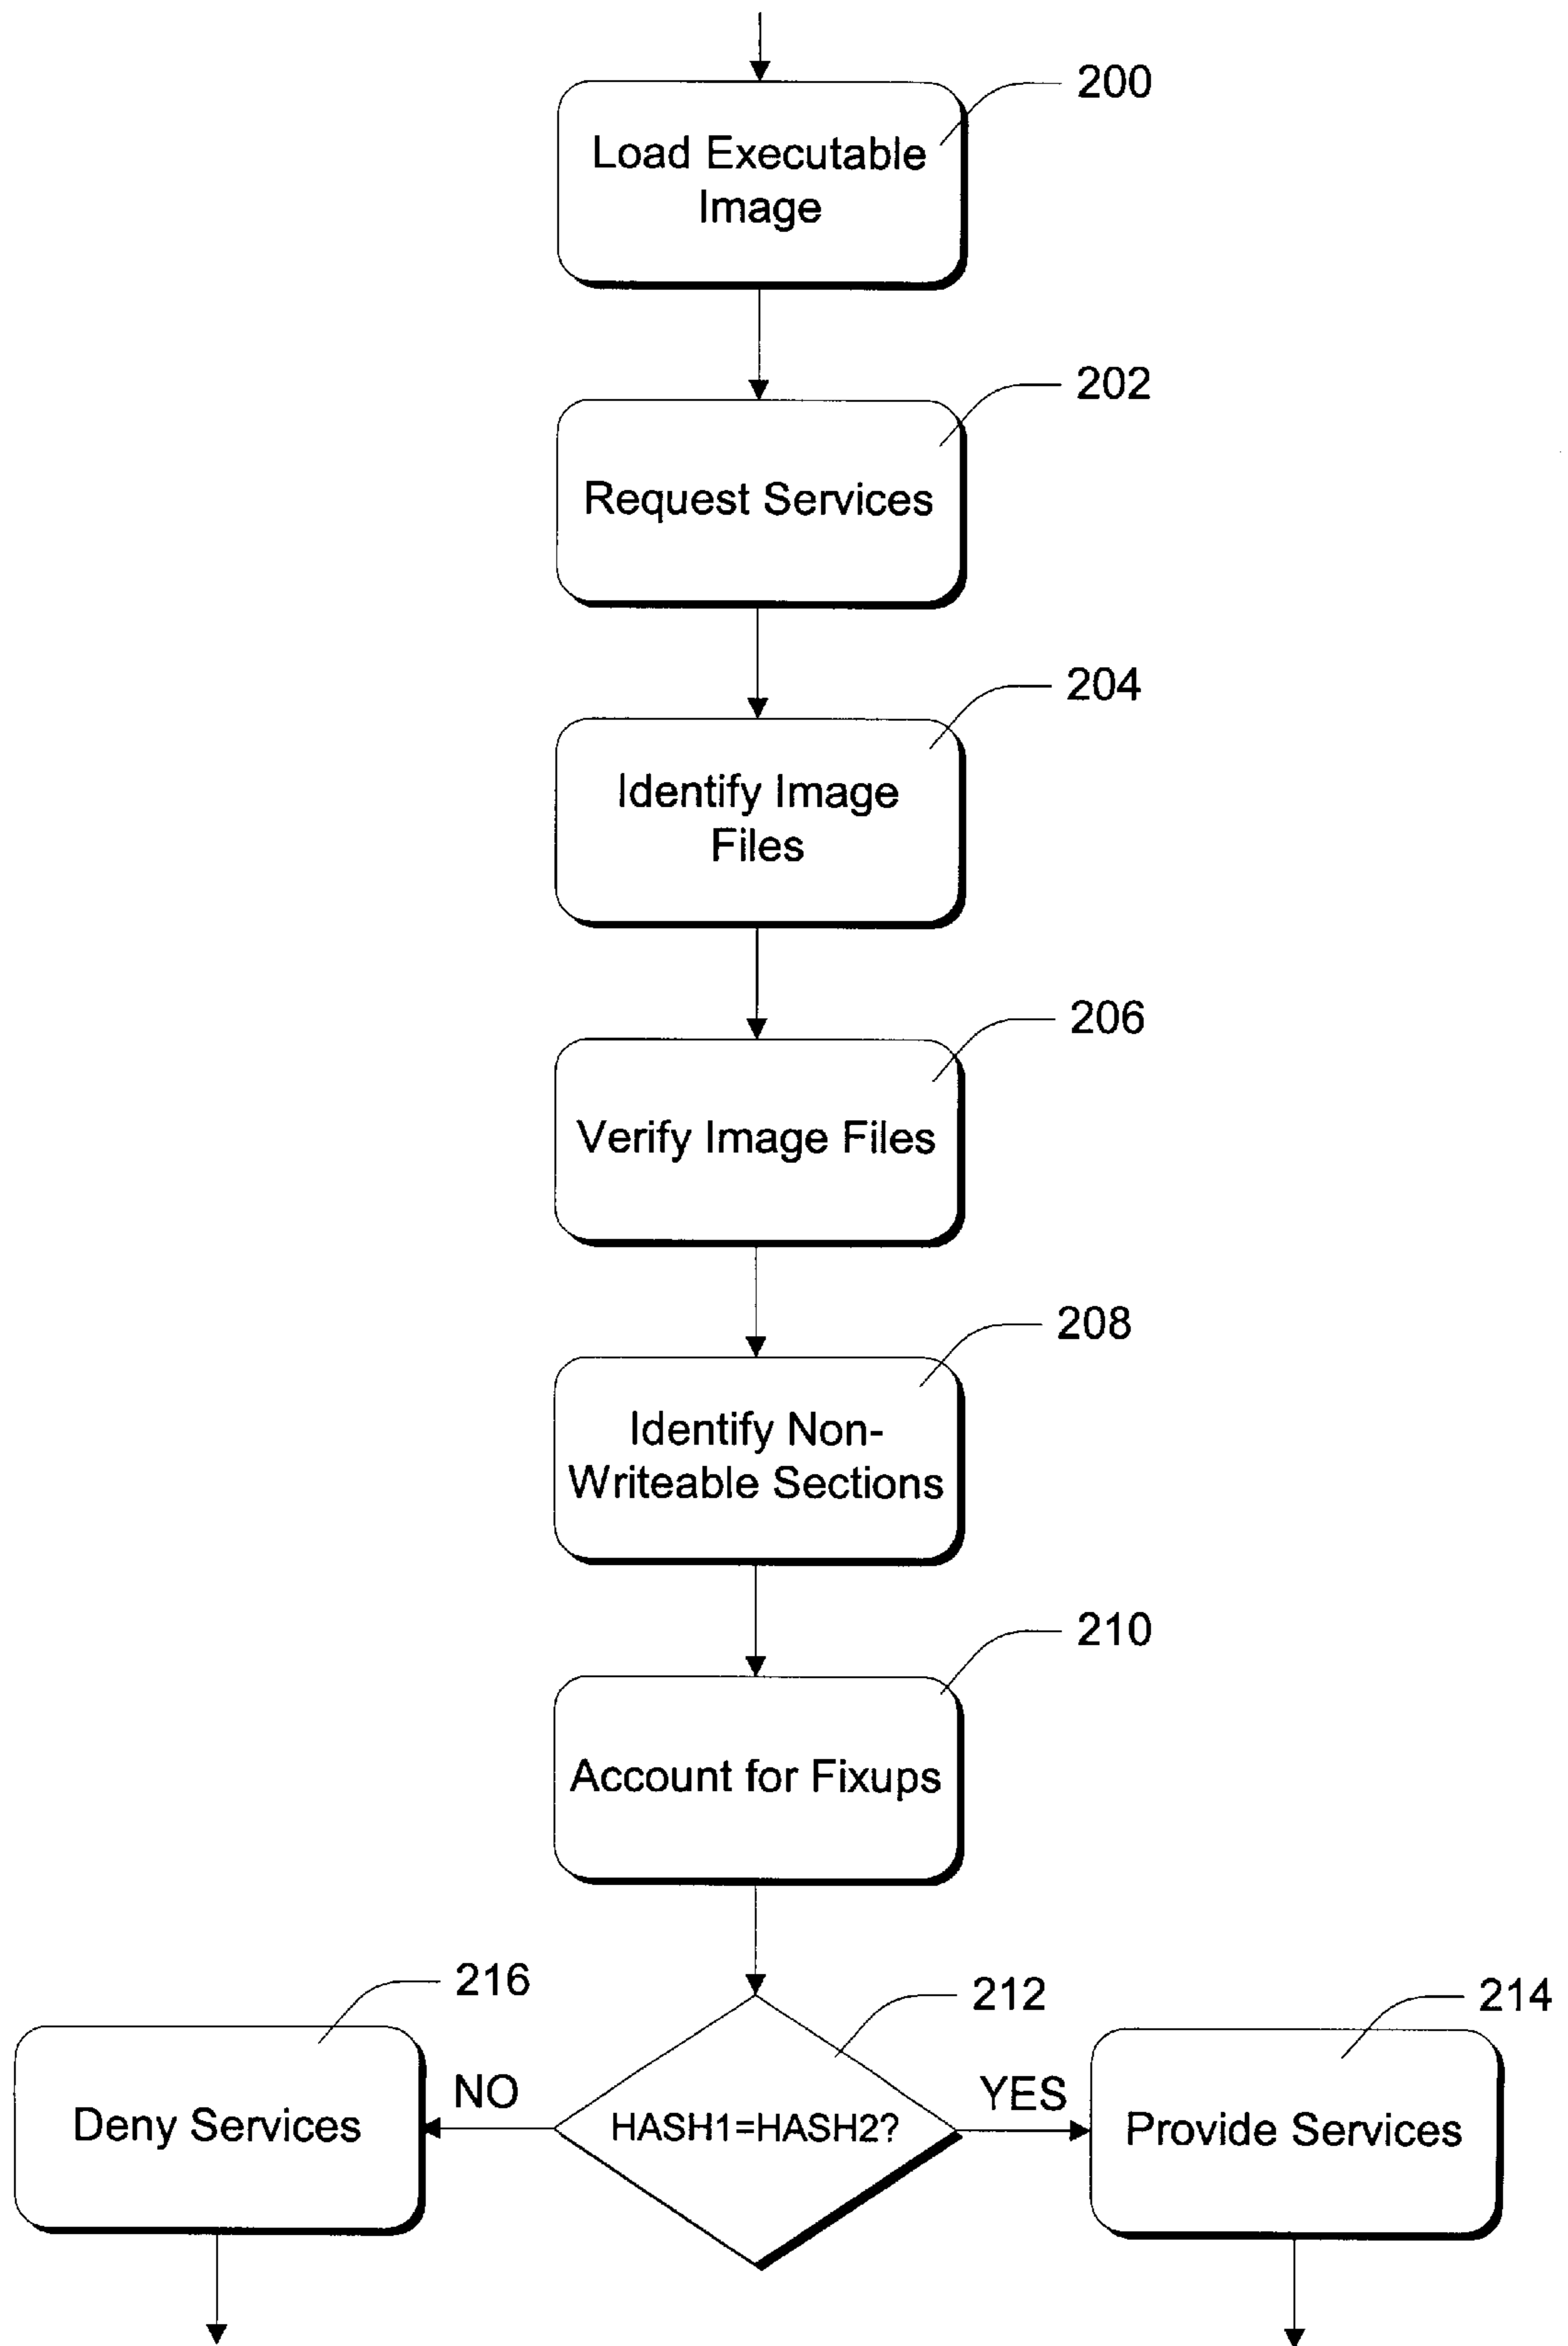 200
Load Executable
Image
202
Request Services
204
Identify Image
Files
206
Verify Image Files
208
Identify Non-
Writeable Sections
210
Account for Fixups
216
212
214
Deny Services
NO
HASH1=HASH2?
YES
Provide Services